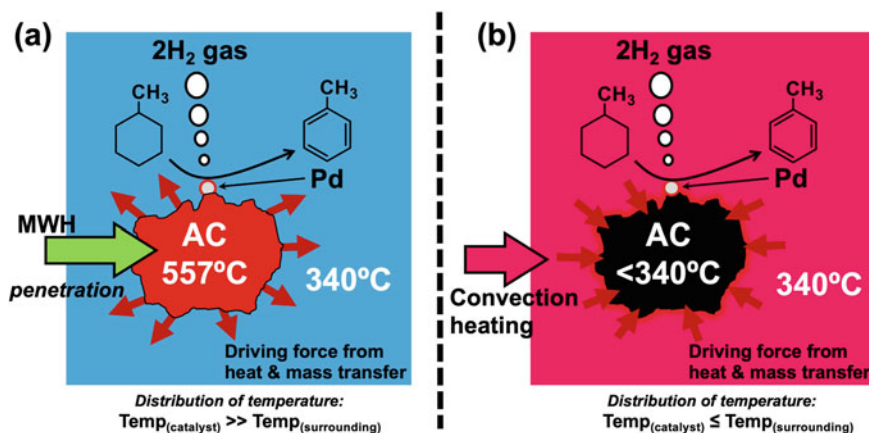 (a)
2H₂ gas
CH₃
CH₃
Pd
MWH
penetration
AC
557ºC
340ºC
Driving force from
heat & mass transfer
Distribution of temperature:
Temp(catalyst) >> Temp(surrounding)
(b)
2H₂ gas
CH₃
CH₃
Pd
Convection
heating
AC
<340ºC
340ºC
Driving force from
heat & mass transfer
Distribution of temperature:
Temp(catalyst) ≤ Temp(surrounding)